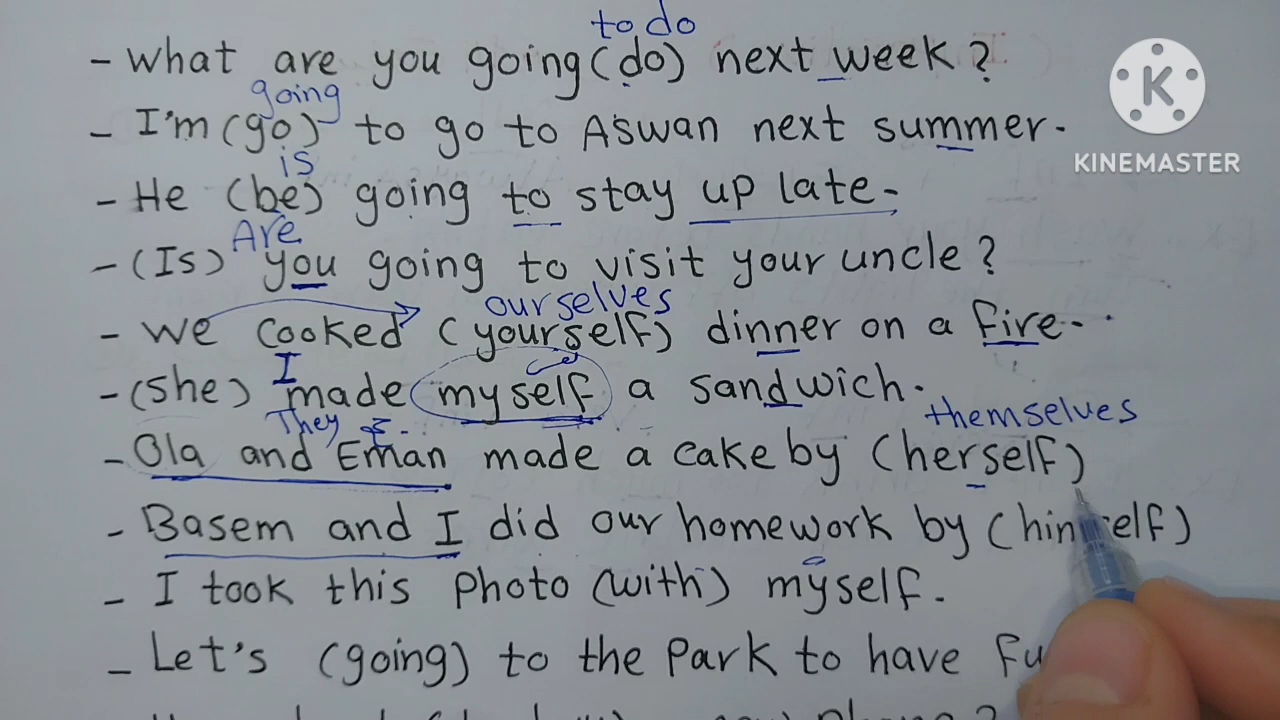 to do
- What are you going (do) next week?
going
- I'm (go) to go to Aswan next summer.
is
- He (be) going to stay up late.
Are
- (Is) you going to visit your uncle?
ourselves
- We cooked (yourself) dinner on a fire.
I
- (She) made myself a sandwich.
They themselves
- Ola and Eman made a cake by (herself)
- Basem and I did our homework by
- I took this photo (with) myself.
- Let's (going) to the park to have
K
KINEMASTER